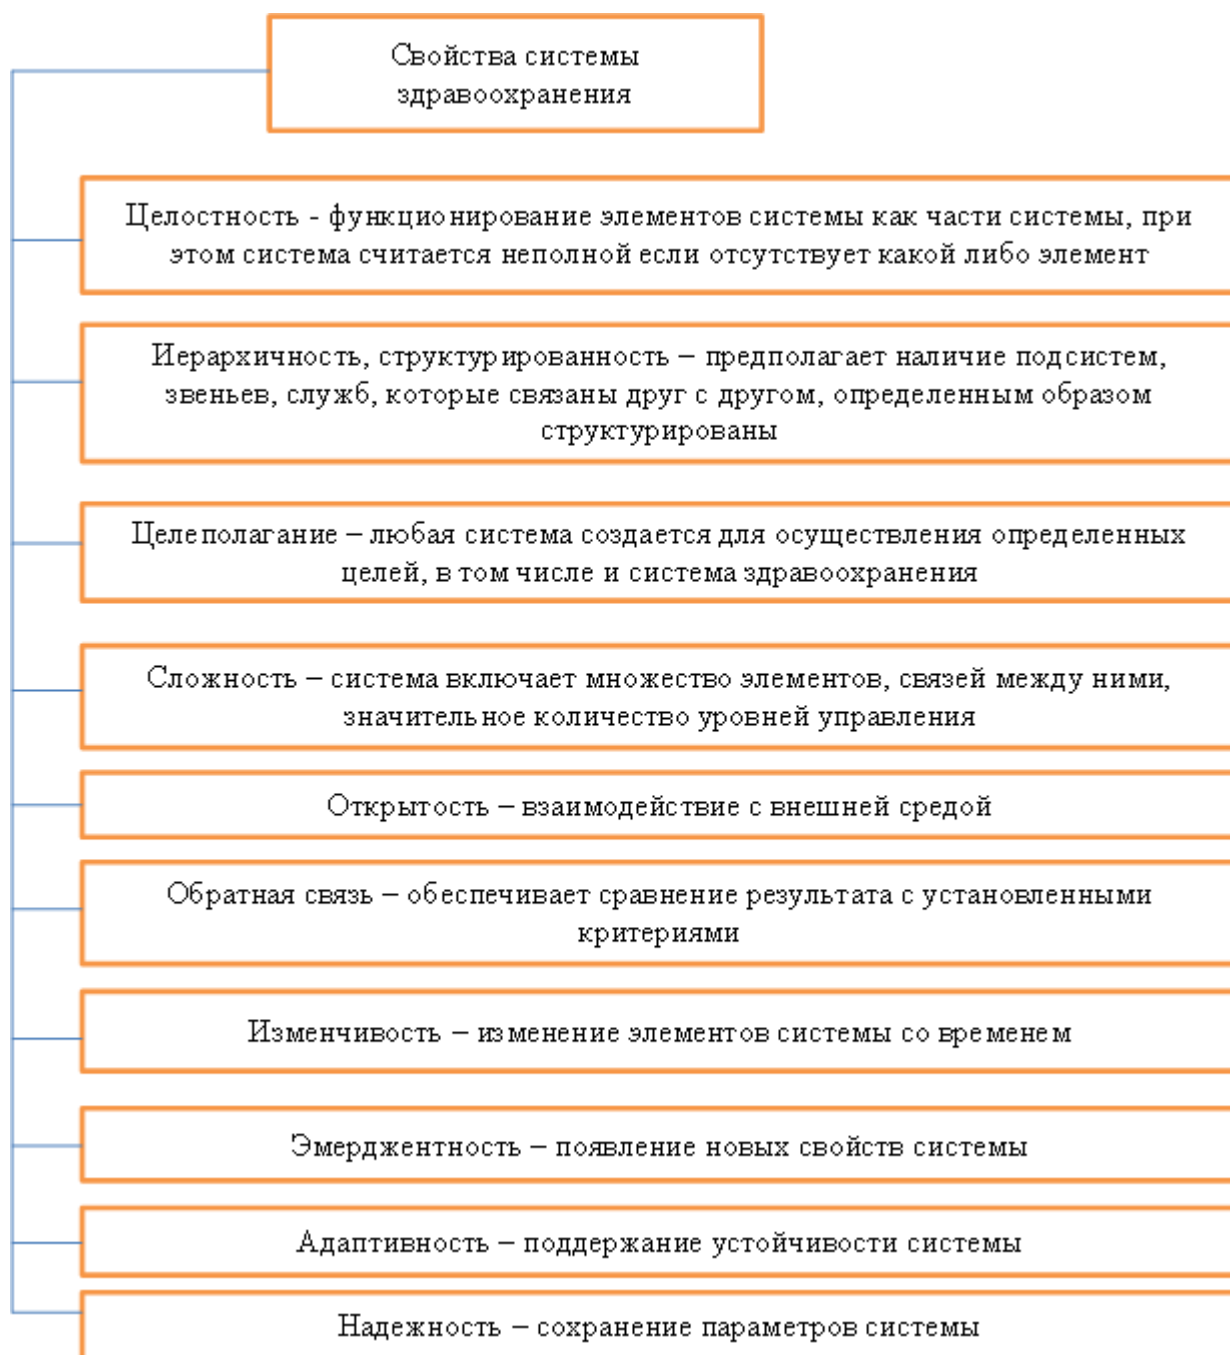 Свойства системы
здравоохранения
Целостность - функционирование элементов системы как части системы, при
этом система считается неполной если отсутствует какой либо элемент
Иерархичность, структурированность – предполагает наличие подсистем,
звеньев, служб, которые связаны друг с другом, определенным образом
структурированы
Целеполагание – любая система создается для осуществления определенных
целей, в том числе и система здравоохранения
Сложность – система включает множество элементов, связей между ними,
значительное количество уровней управления
Открытость – взаимодействие с внешней средой
Обратная связь – обеспечивает сравнение результата с установленными
критериями
Изменчивость – изменение элементов системы со временем
Эмерджентность – появление новых свойств системы
Адаптивность – поддержание устойчивости системы
Надежность – сохранение параметров системы